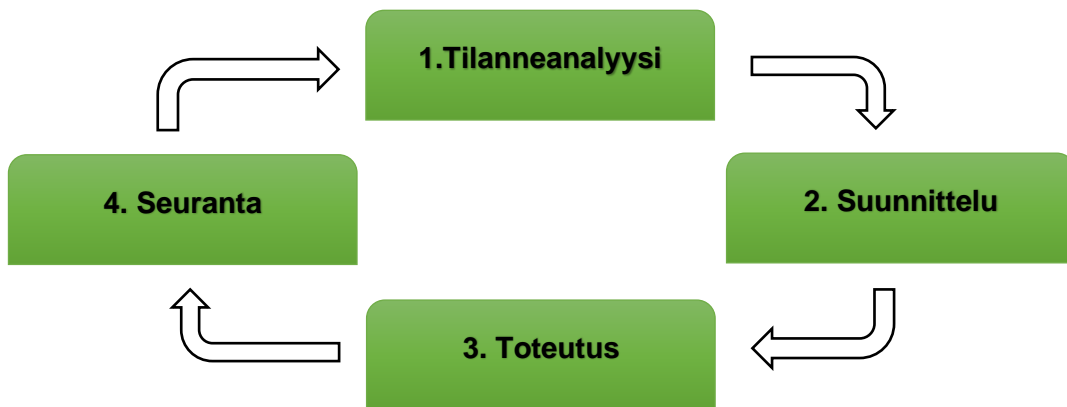 1.Tilanneanalyysi
2. Suunnittelu
3. Toteutus
4. Seuranta